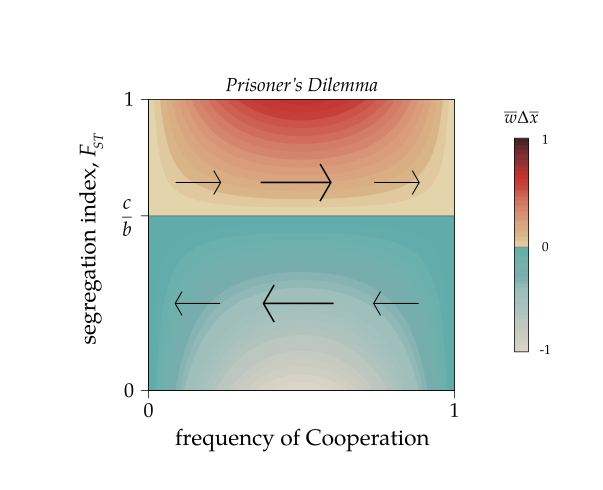 Prisoner's Dilemma
w̅Δx̅
1
1
segregation index, F_ST
c
b
0
0
-1
0
1
frequency of Cooperation